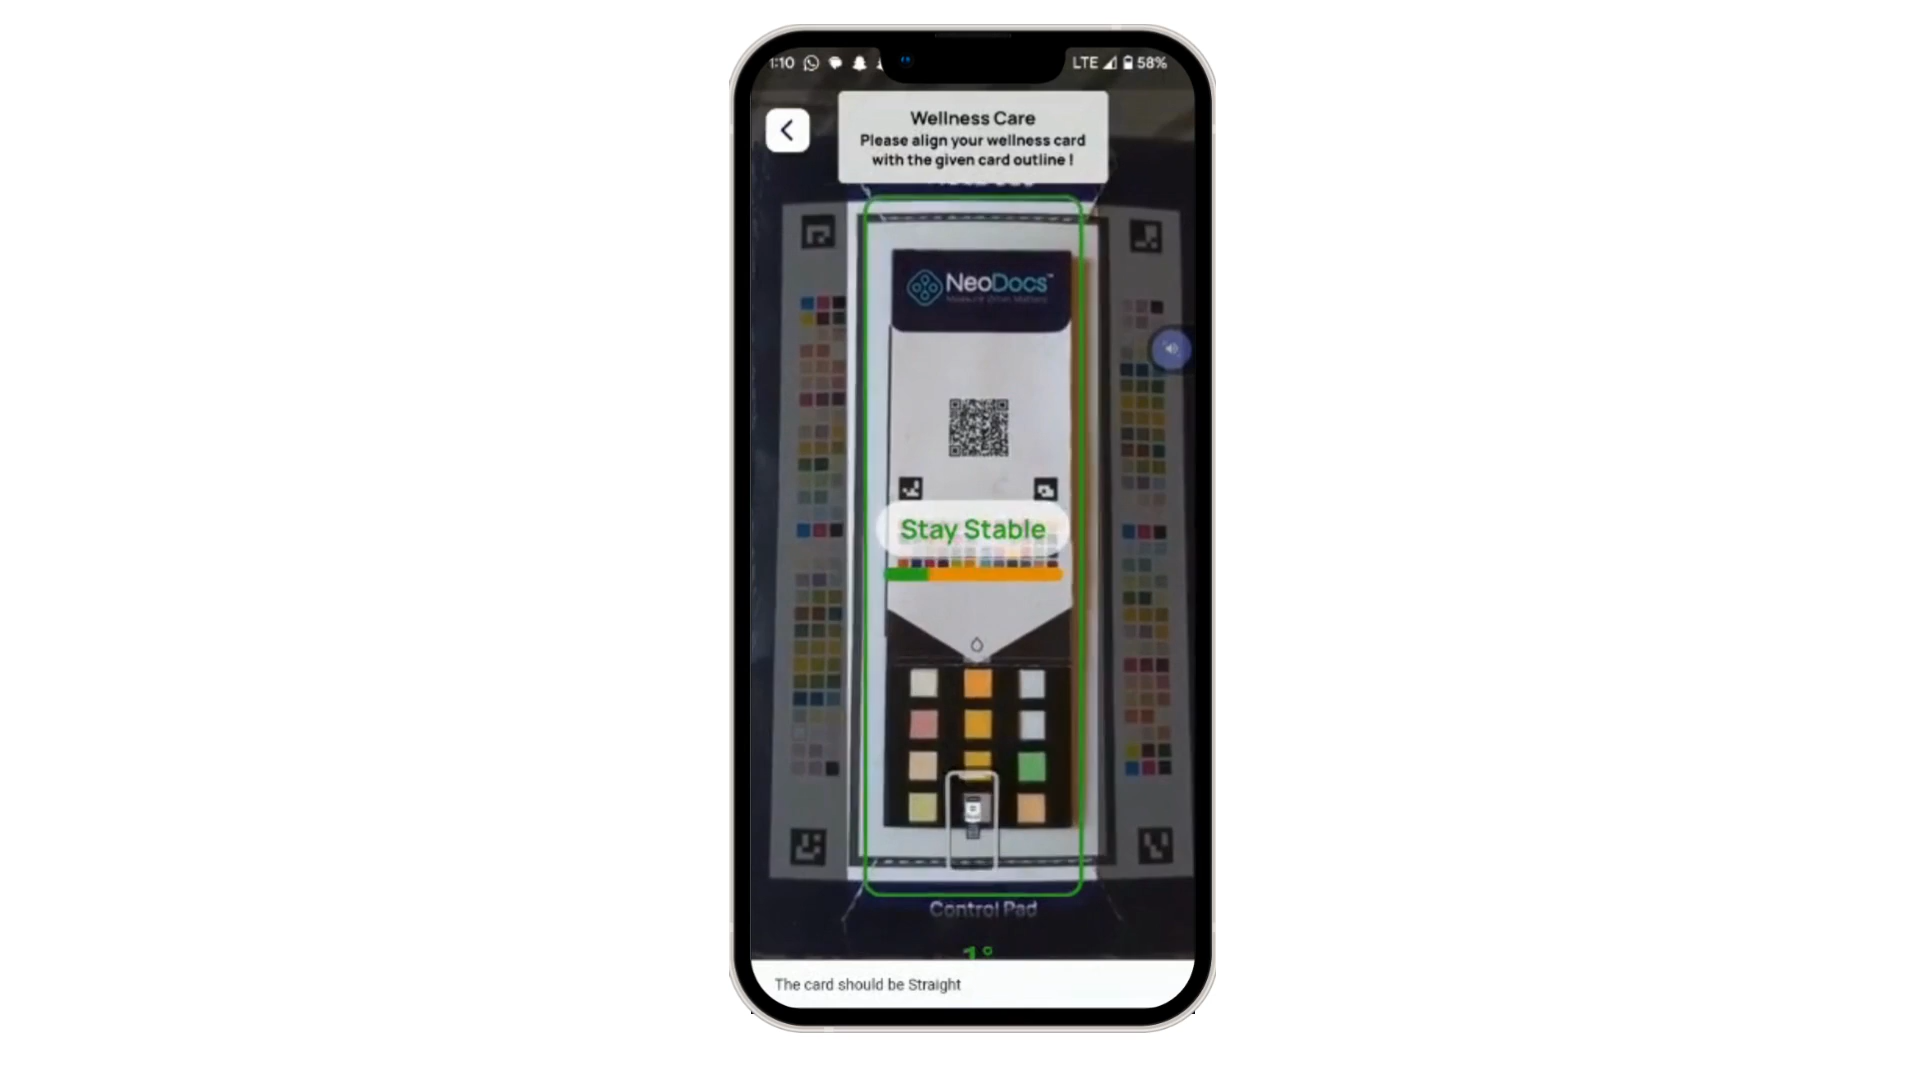 1:10
LTE 58%
Wellness Care
Please align your wellness card
with the given card outline !
NeoDocs™
Stay Stable
Control Pad
1°
The card should be Straight